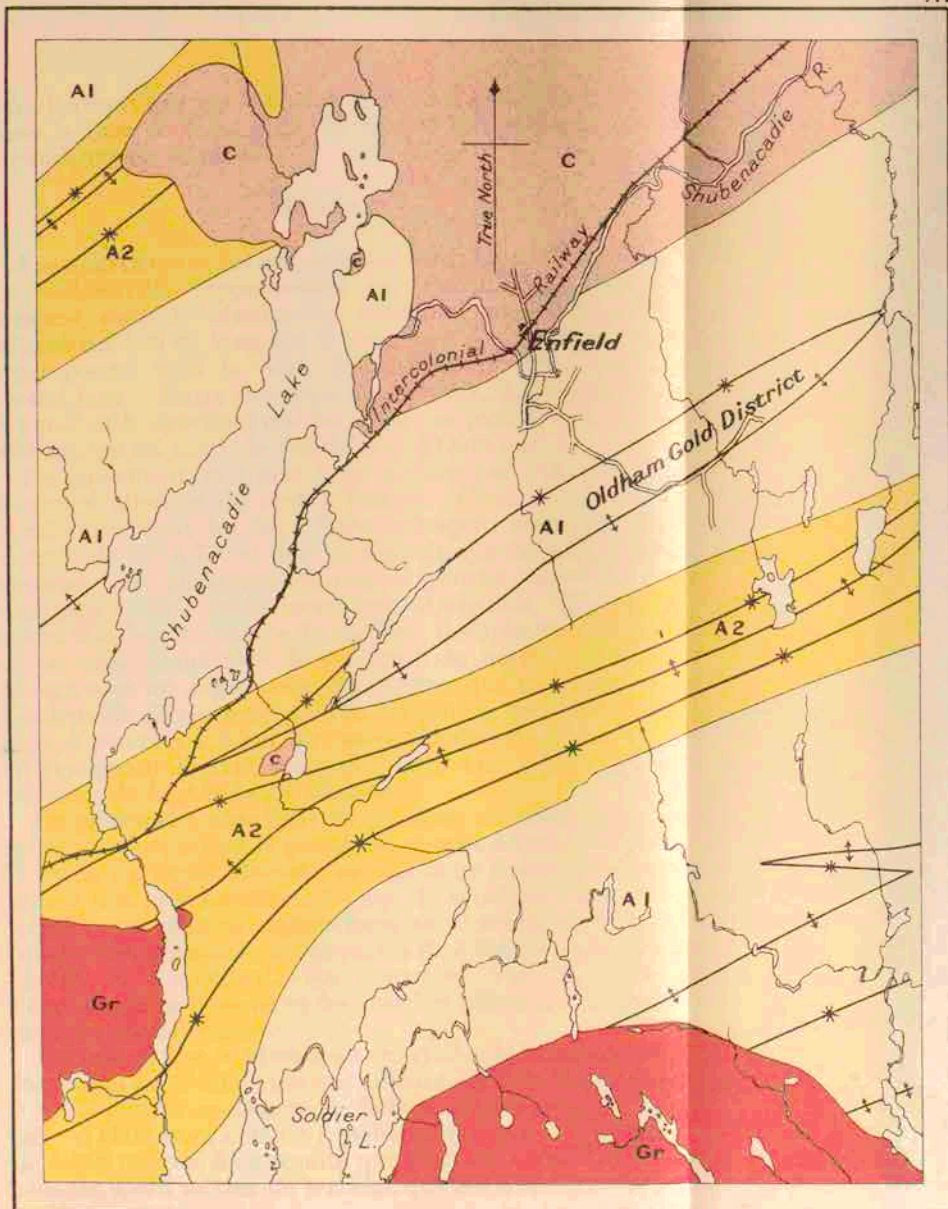 A1
C
C
True North
Shubenacadie
R.
A2
C
A1
Railway
Enfield
Intercolonial
Lake
Oldham Gold District
A1
A1
Shubenacadie
A2
C
A2
A1
Gr
Soldier
L.
Gr